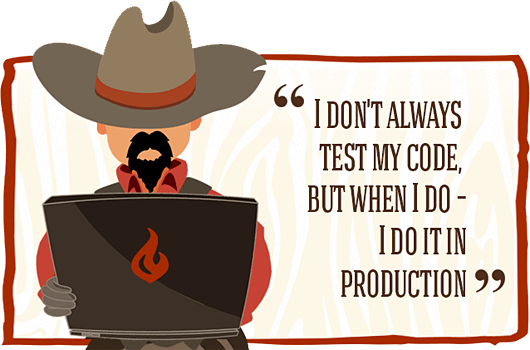 “ I DON'T ALWAYS
TEST MY CODE,
BUT WHEN I DO -
I DO IT IN
PRODUCTION ”